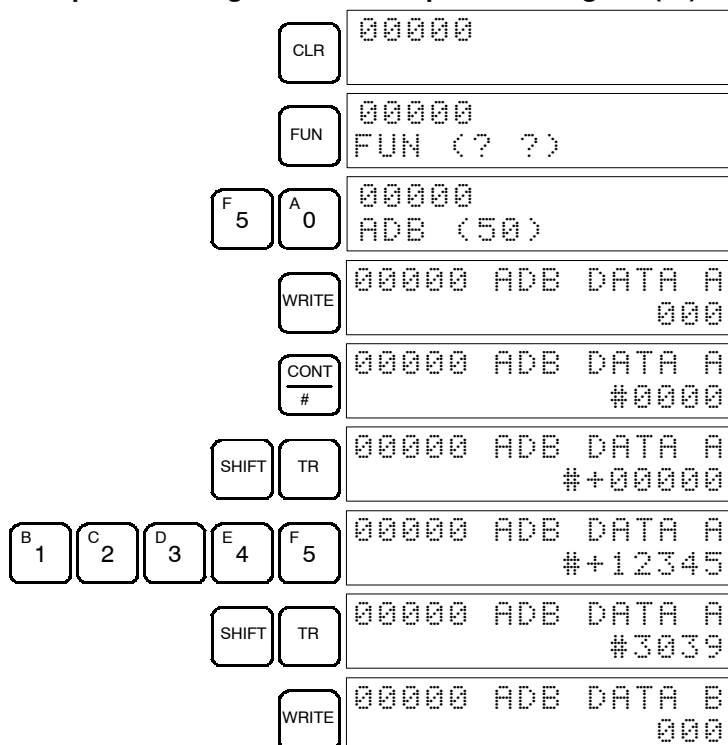 CLR
00000
FUN
00000
FUN (? ?)
F 5 A 0
00000
ADB (50)
WRITE
00000 ADB DATA A
000
CONT
#
00000 ADB DATA A
#0000
SHIFT TR
00000 ADB DATA A
#+00000
B 1 C 2 D 3 E 4 F 5
00000 ADB DATA A
#+12345
SHIFT TR
00000 ADB DATA A
#3039
WRITE
00000 ADB DATA B
000